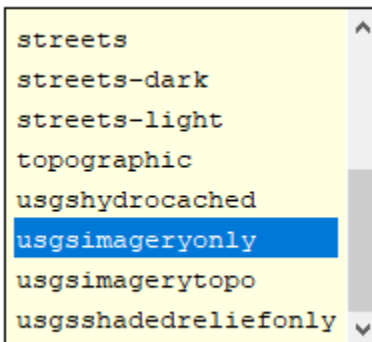 streets
streets-dark
streets-light
topographic
usgshydrocached
usgsimageryonly
usgsimagerytopo
usgsshadedreliefonly